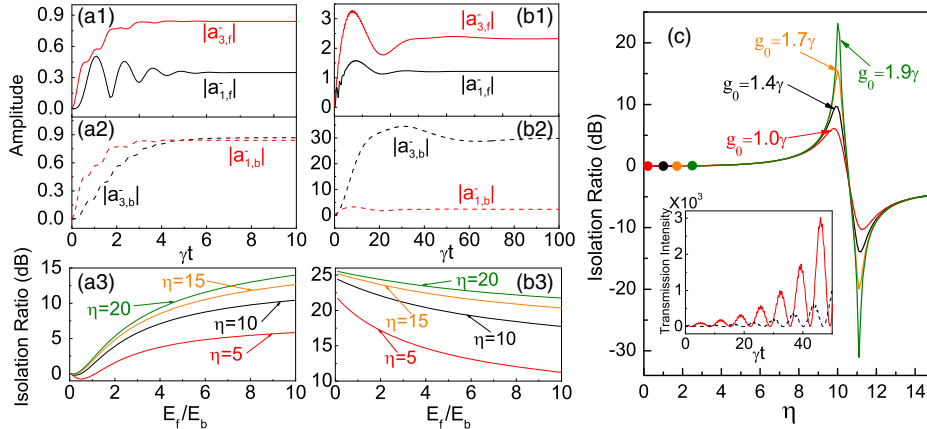 (a1)
0.9
0.6
0.3
0.0
|a⁻3,f|
|a⁻1,f|
Amplitude
(a2)
0.9
0.6
0.3
0.0
|a⁻1,b|
|a⁻3,b|
0 2 4 6 8 10
γt
(a3)
Isolation Ratio (dB)
15
10
5
0
η=20
η=15
η=10
η=5
0 2 4 6 8 10
E_f/E_b
(b1)
3
2
1
0
|a⁻3,f|
|a⁻1,f|
(b2)
30
20
10
0
|a⁻3,b|
|a⁻1,b|
0 20 40 60 80 100
γt
(b3)
25
20
15
10
η=20
η=15
η=10
η=5
0 2 4 6 8 10
E_f/E_b
(c)
Isolation Ratio (dB)
20
10
0
-10
-20
-30
g₀=1.7γ
g₀=1.9γ
g₀=1.4γ
g₀=1.0γ
X10³
Transmission Intensity
3
2
1
0
0 20 40
γt
0 2 4 6 8 10 12 14
η